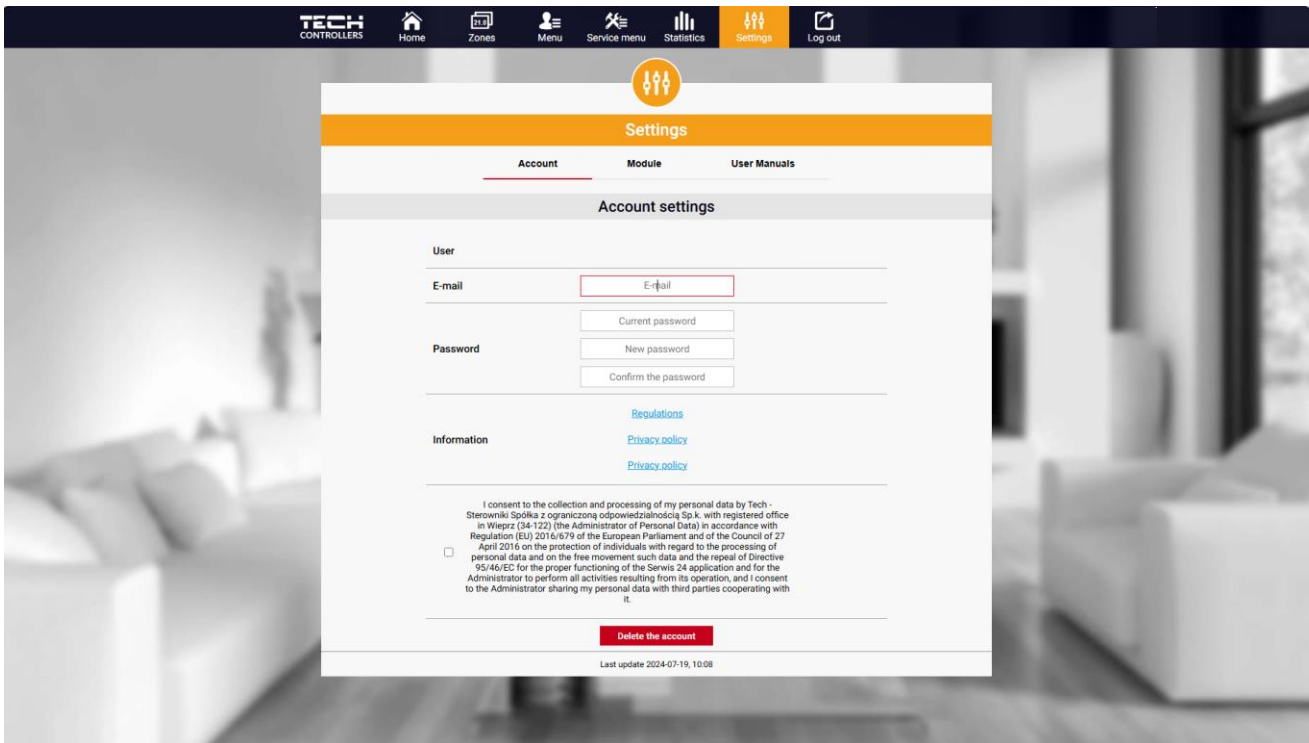 TECH
CONTROLLERS
Home
21.0
Zones
Menu
Service menu
Statistics
Settings
Log out
Settings
Account
Module
User Manuals
Account settings
User
E-mail
E-mail
Current password
Password
New password
Confirm the password
Regulations
Information
Privacy policy
Privacy policy
I consent to the collection and processing of my personal data by Tech -
Sterowniki Spółka z ograniczoną odpowiedzialnością Sp.k. with registered office
in Wieprz (34-122) (the Administrator of Personal Data) in accordance with
Regulation (EU) 2016/679 of the European Parliament and of the Council of 27
April 2016 on the protection of individuals with regard to the processing of
personal data and on the free movement such data and the repeal of Directive
95/46/EC for the proper functioning of the Serwis 24 application and for the
Administrator to perform all activities resulting from its operation, and I consent
to the Administrator sharing my personal data with third parties cooperating with
it.
Delete the account
Last update 2024-07-19, 10:08